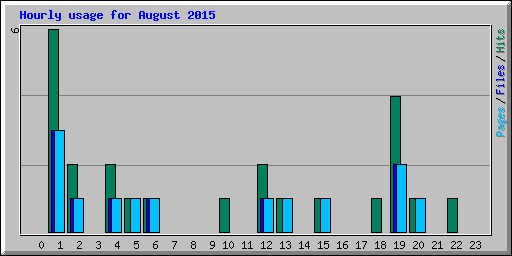 Hourly usage for August 2015
6
Pages / Files / Hits
0 1 2 3 4 5 6 7 8 9 10 11 12 13 14 15 16 17 18 19 20 21 22 23